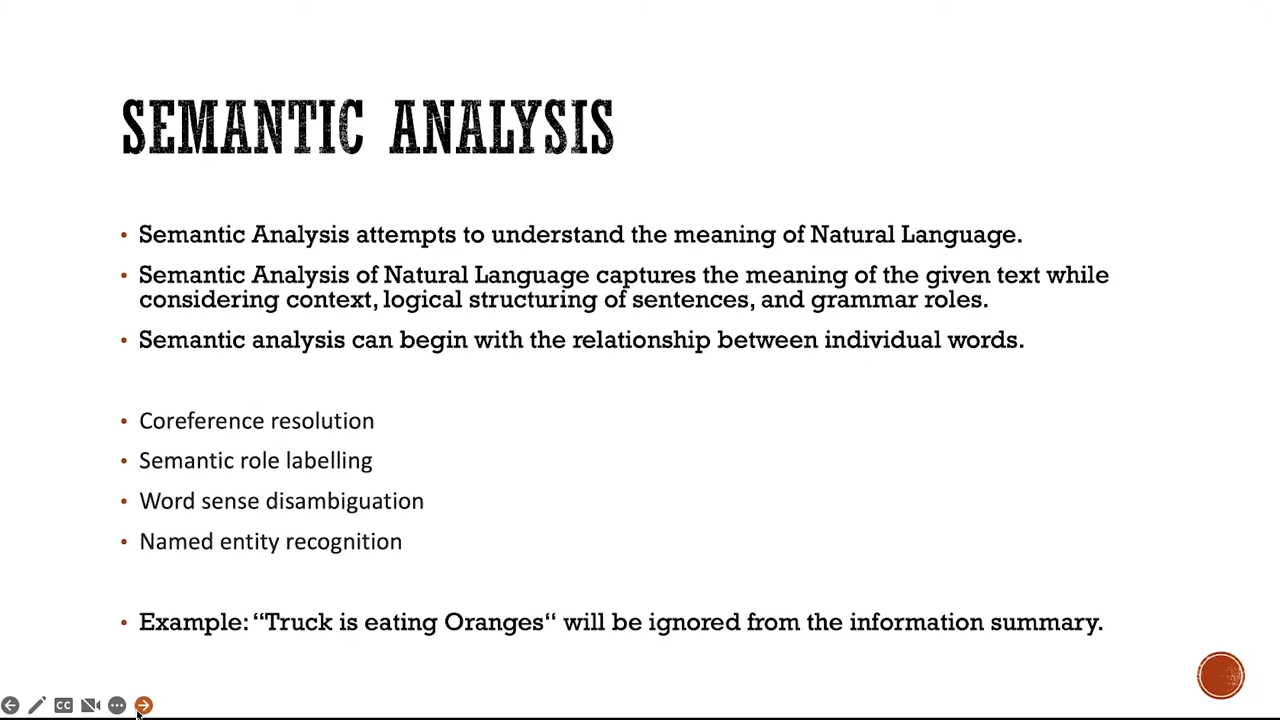 SEMANTIC ANALYSIS
• Semantic Analysis attempts to understand the meaning of Natural Language.
• Semantic Analysis of Natural Language captures the meaning of the given text while
considering context, logical structuring of sentences, and grammar roles.
• Semantic analysis can begin with the relationship between individual words.
• Coreference resolution
• Semantic role labelling
• Word sense disambiguation
• Named entity recognition
• Example: “Truck is eating Oranges“ will be ignored from the information summary.
CC